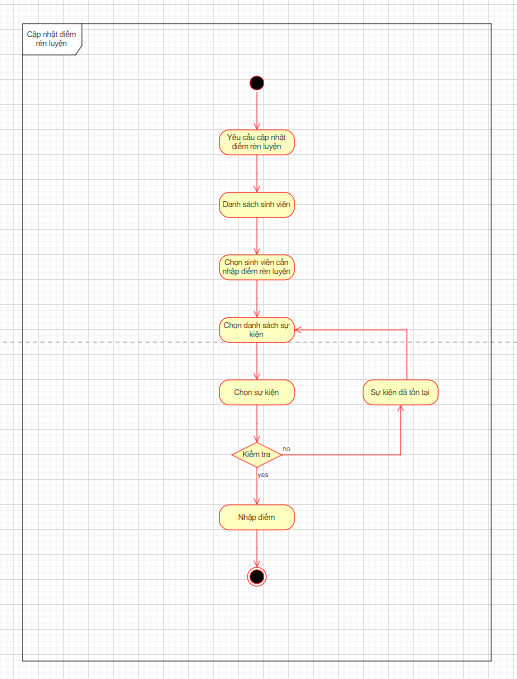 Cập nhật điểm
rèn luyện
Yêu cầu cập nhật
điểm rèn luyện
Danh sách sinh viên
Chọn sinh viên cần
nhập điểm rèn luyện
Chọn danh sách sự
kiện
Chọn sự kiện
Sự kiện đã tồn tại
Kiểm tra
no
yes
Nhập điểm